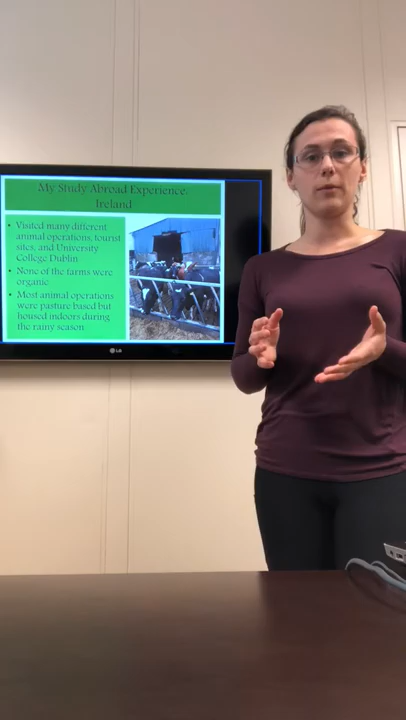 My Study Abroad Experience:
Ireland
• Visited many different
animal operations, tourist
sites, and University
College Dublin
• None of the farms were
organic
• Most animal operations
were pasture based but
housed indoors during
the rainy season
LG